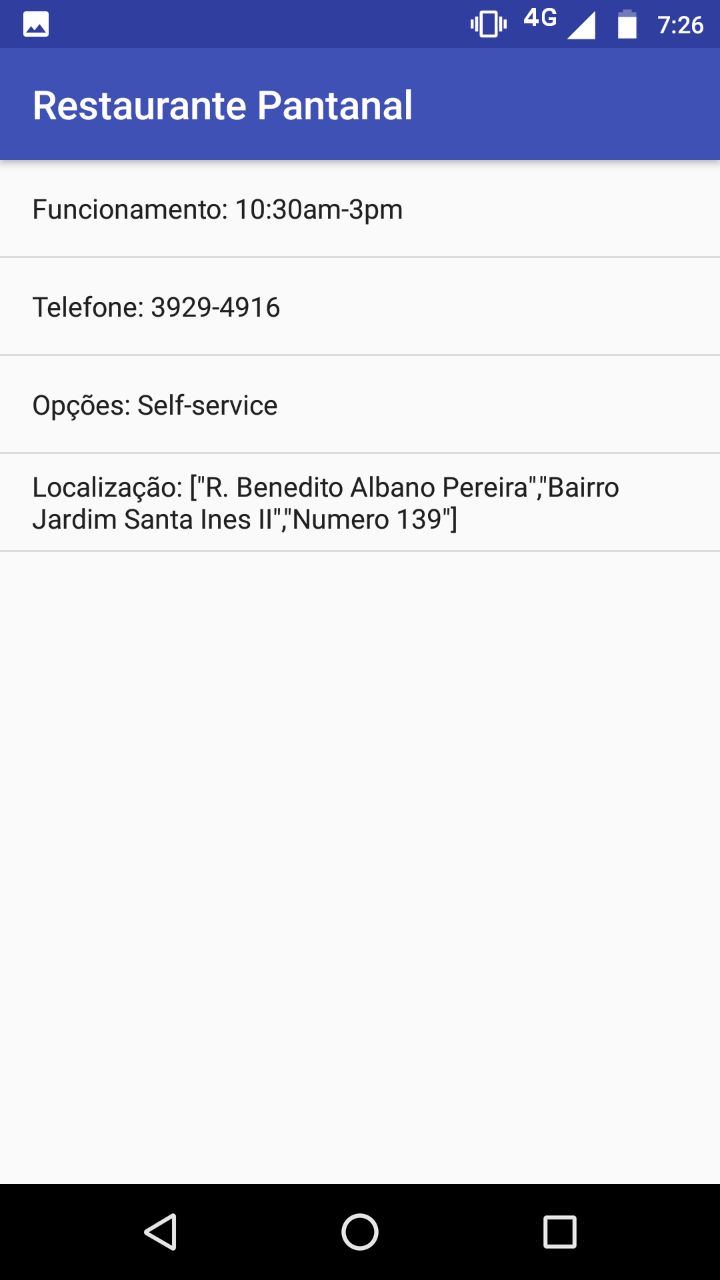 4G 7:26
Restaurante Pantanal
Funcionamento: 10:30am-3pm
Telefone: 3929-4916
Opções: Self-service
Localização: ["R. Benedito Albano Pereira","Bairro
Jardim Santa Ines II","Numero 139"]